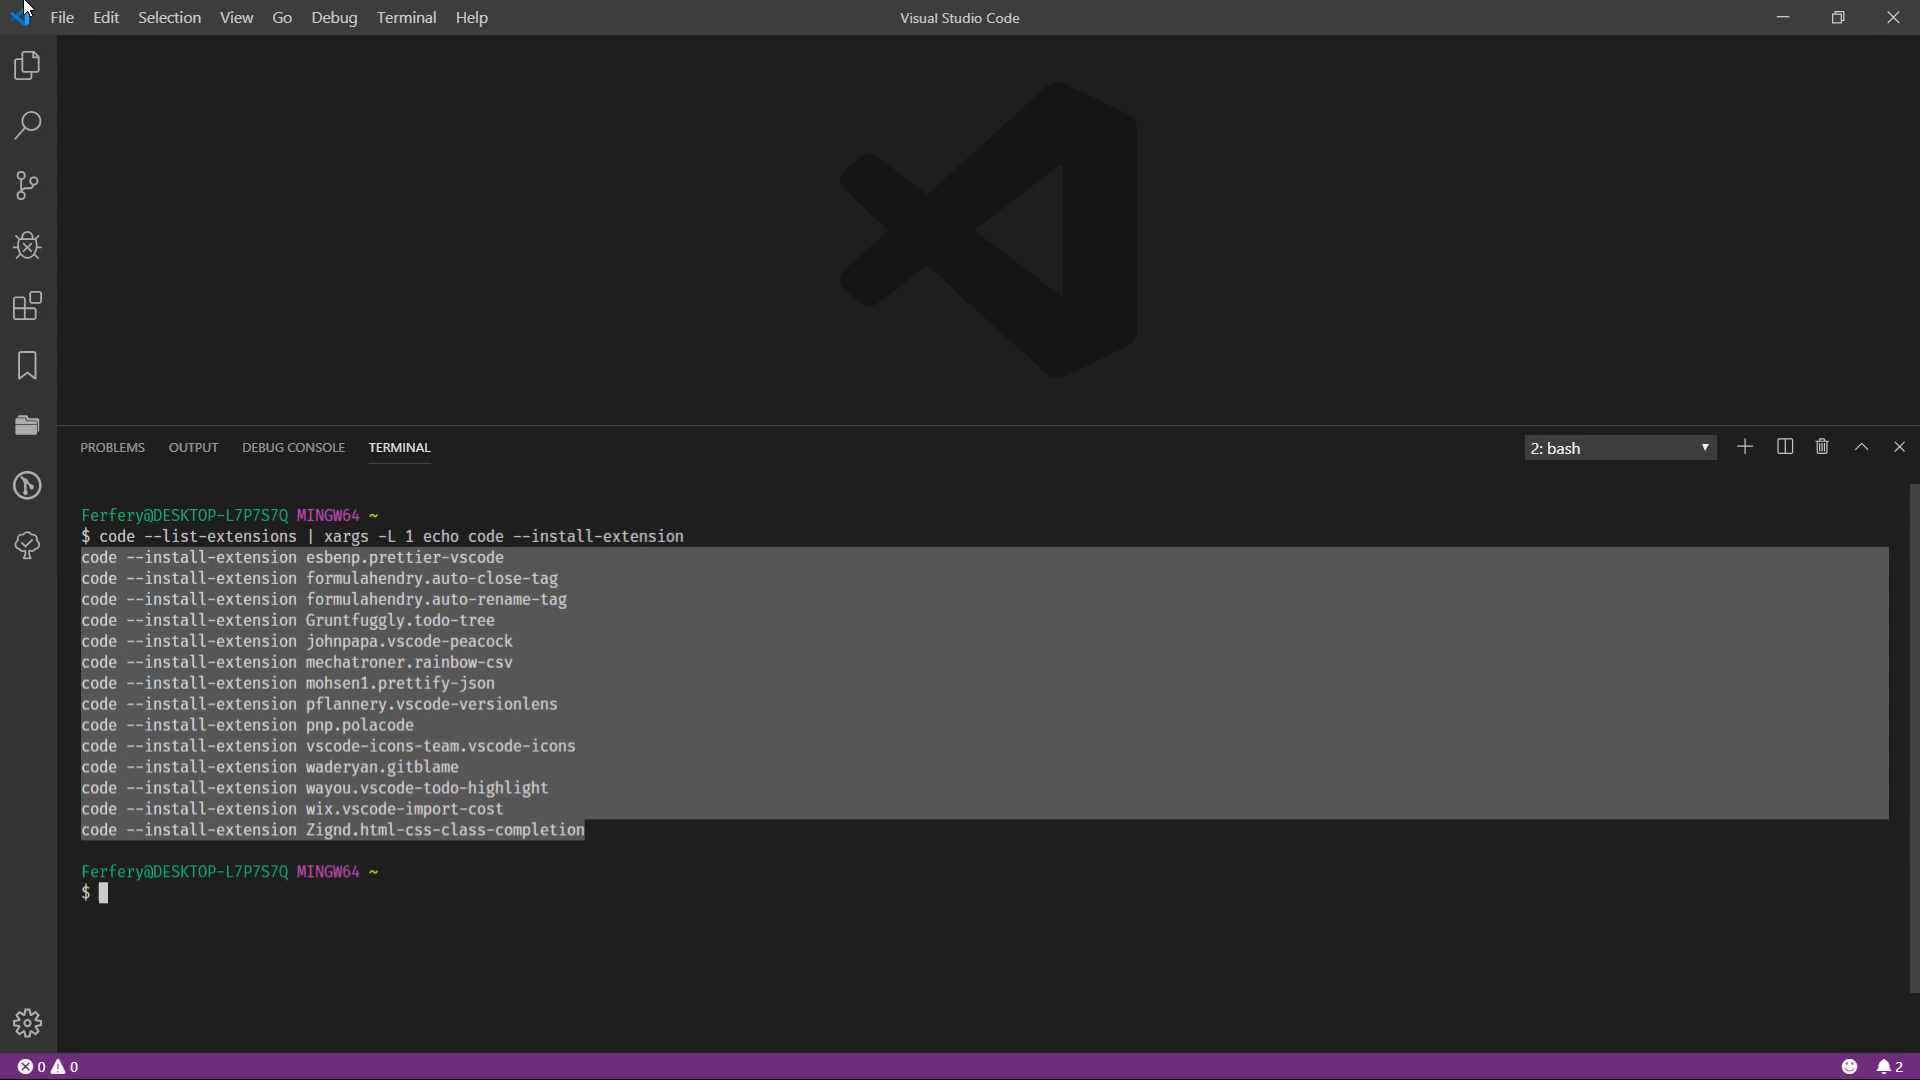 File Edit Selection View Go Debug Terminal Help Visual Studio Code
PROBLEMS OUTPUT DEBUG CONSOLE TERMINAL 2: bash
Ferfery@DESKTOP-L7P7S7Q MINGW64 ~
$ code --list-extensions | xargs -L 1 echo code --install-extension
code --install-extension esbenp.prettier-vscode
code --install-extension formulahendry.auto-close-tag
code --install-extension formulahendry.auto-rename-tag
code --install-extension Gruntfuggly.todo-tree
code --install-extension johnpapa.vscode-peacock
code --install-extension mechatroner.rainbow-csv
code --install-extension mohsen1.prettify-json
code --install-extension pflannery.vscode-versionlens
code --install-extension pnp.polacode
code --install-extension vscode-icons-team.vscode-icons
code --install-extension waderyan.gitblame
code --install-extension wayou.vscode-todo-highlight
code --install-extension wix.vscode-import-cost
code --install-extension Zignd.html-css-class-completion
Ferfery@DESKTOP-L7P7S7Q MINGW64 ~
$
0 0 2